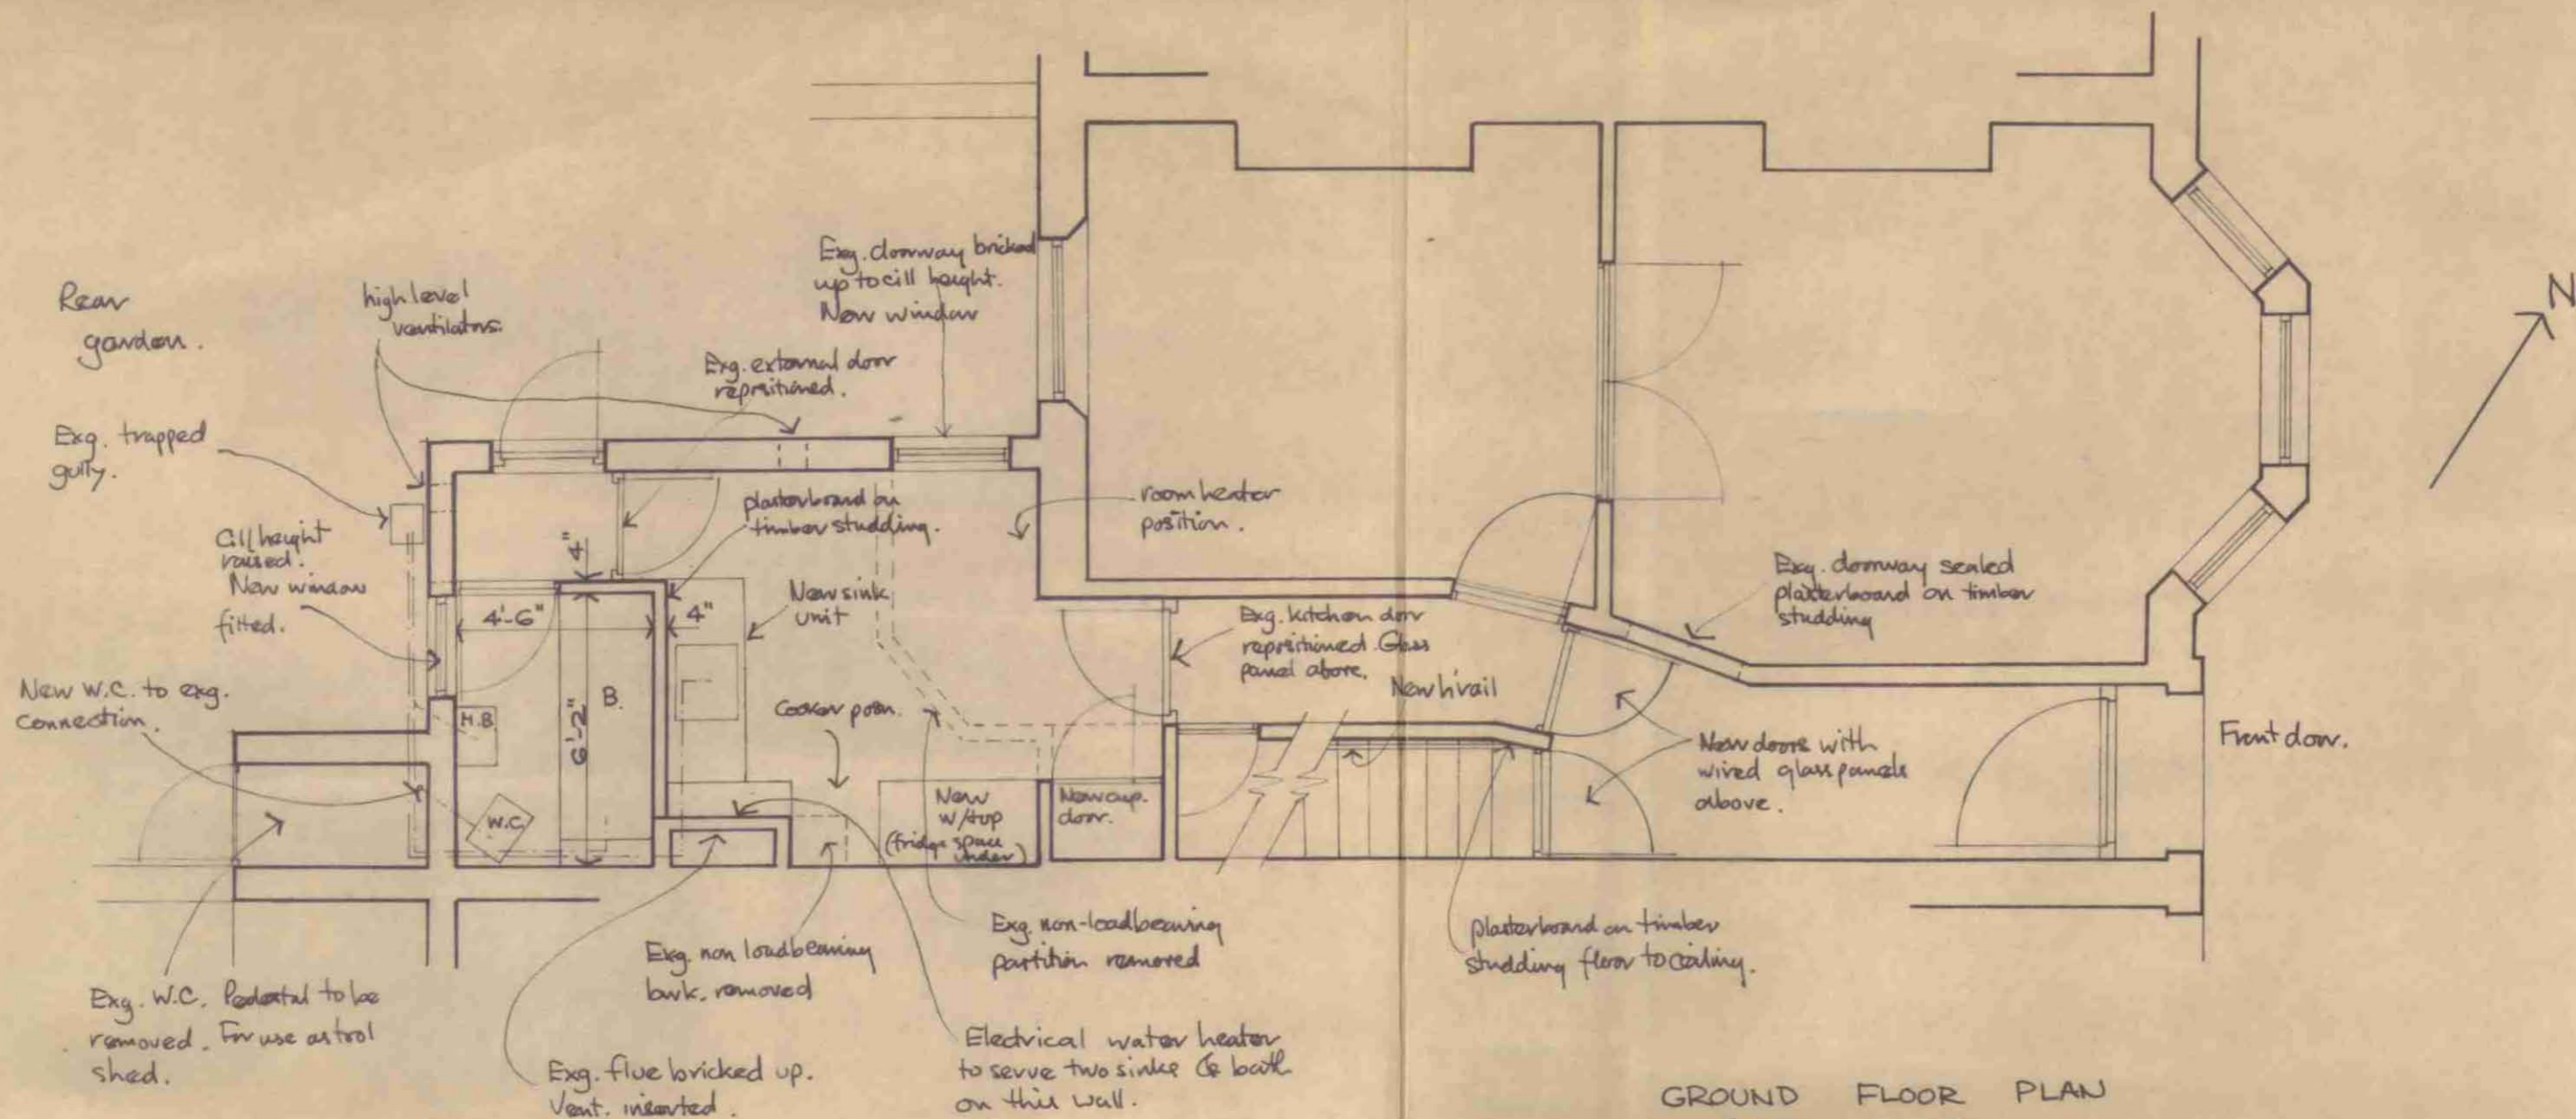 Rear
garden.
high level
ventilators.
Exg. doorway bricked
up to cill height.
New window
Exg. external door
repositioned.
Exg. trapped
gully.
Cill height
raised.
New window
fitted.
New W.C. to exg.
connection.
plasterboard on
timber studding.
room heater
position.
4"
4'-6"
4"
6'-2"
B.
H.B
W.C.
New sink
unit
Cooker posn.
New
w/top
(fridge space
under)
New cup.
door.
Exg. kitchen door
repositioned. Glass
panel above.
New h'rail
Exg. doorway sealed
plasterboard on timber
studding
New doors with
wired glass panels
above.
Front door.
N
Exg. W.C. Pedestal to be
removed. For use as tool
shed.
Exg. flue bricked up.
Vent. inserted.
Exg. non loadbearing
bwk. removed
Exg. non-loadbearing
partition removed
Electrical water heater
to serve two sinks & bath
on this wall.
plasterboard on timber
studding floor to ceiling.
GROUND FLOOR PLAN